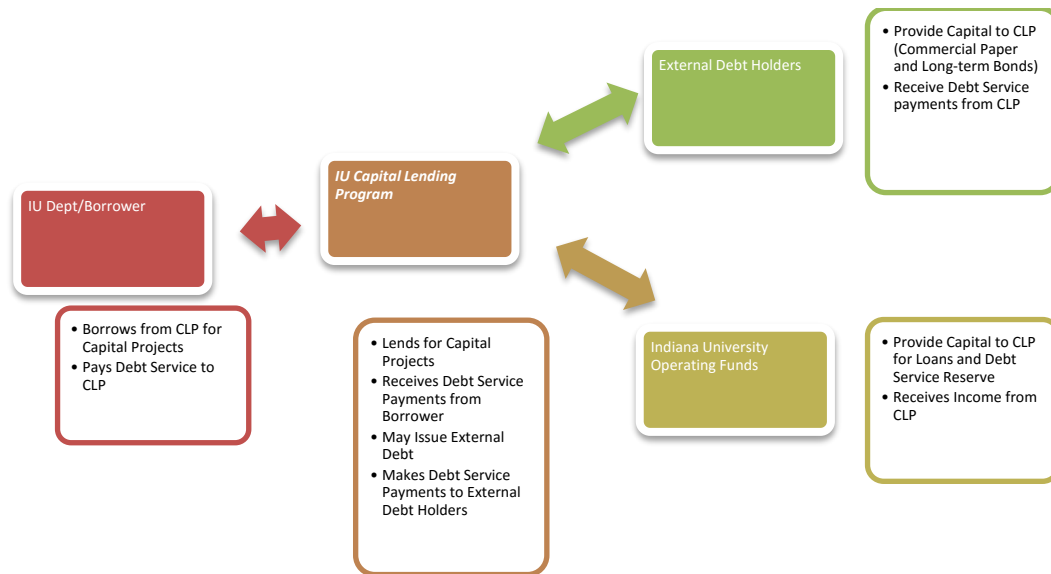 IU Dept/Borrower
• Borrows from CLP for
Capital Projects
• Pays Debt Service to
CLP
IU Capital Lending
Program
• Lends for Capital
Projects
• Receives Debt Service
Payments from
Borrower
• May Issue External
Debt
• Makes Debt Service
Payments to External
Debt Holders
External Debt Holders
• Provide Capital to CLP
(Commercial Paper
and Long-term Bonds)
• Receive Debt Service
payments from CLP
Indiana University
Operating Funds
• Provide Capital to CLP
for Loans and Debt
Service Reserve
• Receives Income from
CLP